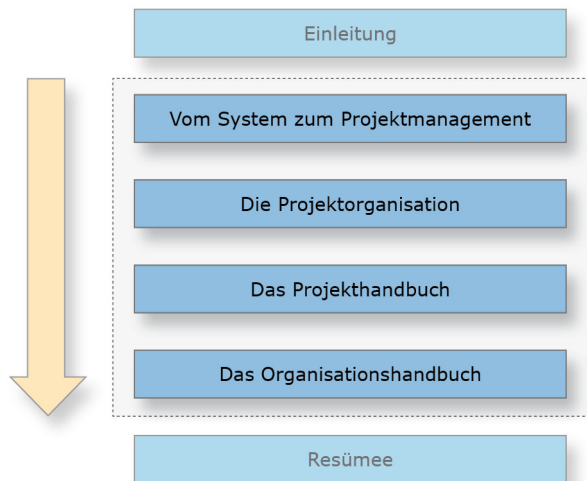 Einleitung
Vom System zum Projektmanagement
Die Projektorganisation
Das Projekthandbuch
Das Organisationshandbuch
Resümee